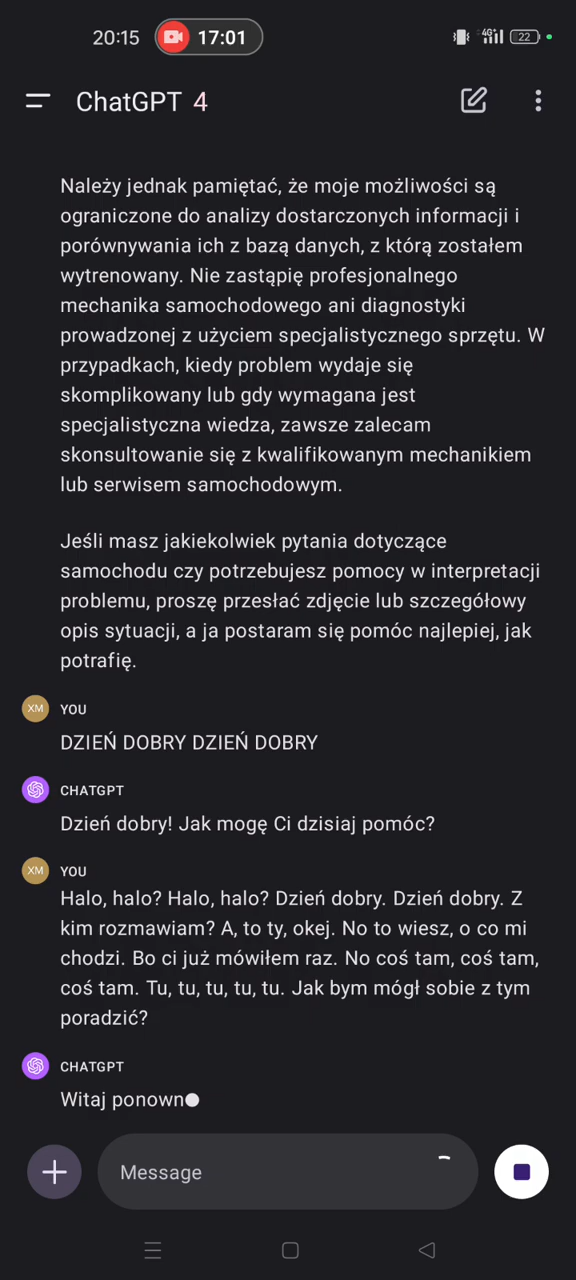 20:15 17:01 4G+ 22
ChatGPT 4
Należy jednak pamiętać, że moje możliwości są
ograniczone do analizy dostarczonych informacji i
porównywania ich z bazą danych, z którą zostałem
wytrenowany. Nie zastąpię profesjonalnego
mechanika samochodowego ani diagnostyki
prowadzonej z użyciem specjalistycznego sprzętu. W
przypadkach, kiedy problem wydaje się
skomplikowany lub gdy wymagana jest
specjalistyczna wiedza, zawsze zalecam
skonsultowanie się z kwalifikowanym mechanikiem
lub serwisem samochodowym.
Jeśli masz jakiekolwiek pytania dotyczące
samochodu czy potrzebujesz pomocy w interpretacji
problemu, proszę przesłać zdjęcie lub szczegółowy
opis sytuacji, a ja postaram się pomóc najlepiej, jak
potrafię.
XM YOU
DZIEŃ DOBRY DZIEŃ DOBRY
CHATGPT
Dzień dobry! Jak mogę Ci dzisiaj pomóc?
XM YOU
Halo, halo? Halo, halo? Dzień dobry. Dzień dobry. Z
kim rozmawiam? A, to ty, okej. No to wiesz, o co mi
chodzi. Bo ci już mówiłem raz. No coś tam, coś tam,
coś tam. Tu, tu, tu, tu, tu. Jak bym mógł sobie z tym
poradzić?
CHATGPT
Witaj ponown
Message